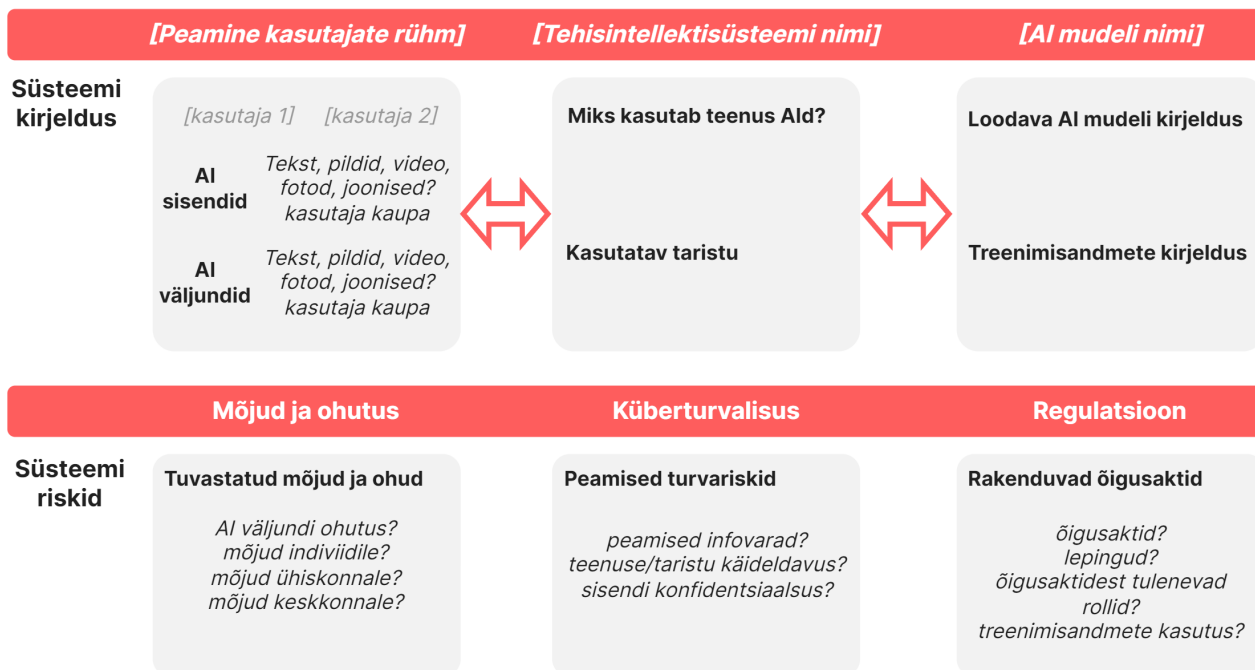 [Peamine kasutajate rühm]
[Tehisintellektisüsteemi nimi]
[AI mudeli nimi]
Süsteemi
kirjeldus
[kasutaja 1]
[kasutaja 2]
AI
sisendid
Tekst, pildid, video,
fotod, joonised?
kasutaja kaupa
AI
väljundid
Tekst, pildid, video,
fotod, joonised?
kasutaja kaupa
Miks kasutab teenus AId?
Kasutatav taristu
Loodava AI mudeli kirjeldus
Treenimisandmete kirjeldus
Mõjud ja ohutus
Küberturvalisus
Regulatsioon
Süsteemi
riskid
Tuvastatud mõjud ja ohud
AI väljundi ohutus?
mõjud indiviidile?
mõjud ühiskonnale?
mõjud keskkonnale?
Peamised turvariskid
peamised infovarad?
teenuse/taristu käideldavus?
sisendi konfidentsiaalsus?
Rakenduvad õigusaktid
õigusaktid?
lepingud?
õigusaktidest tulenevad
rollid?
treenimisandmete kasutus?